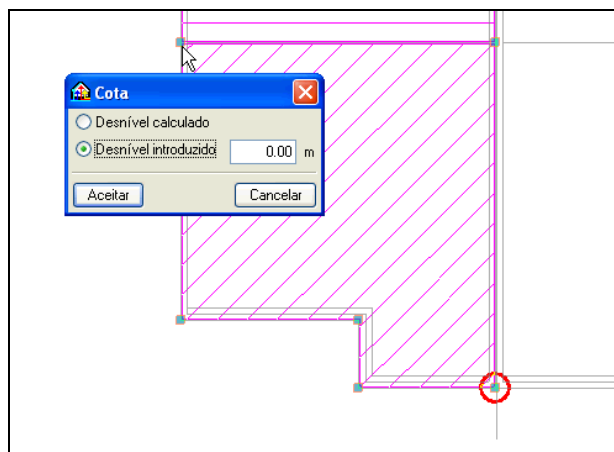 Cota
Desnível calculado
Desnível introduzido 0.00 m
Aceitar Cancelar